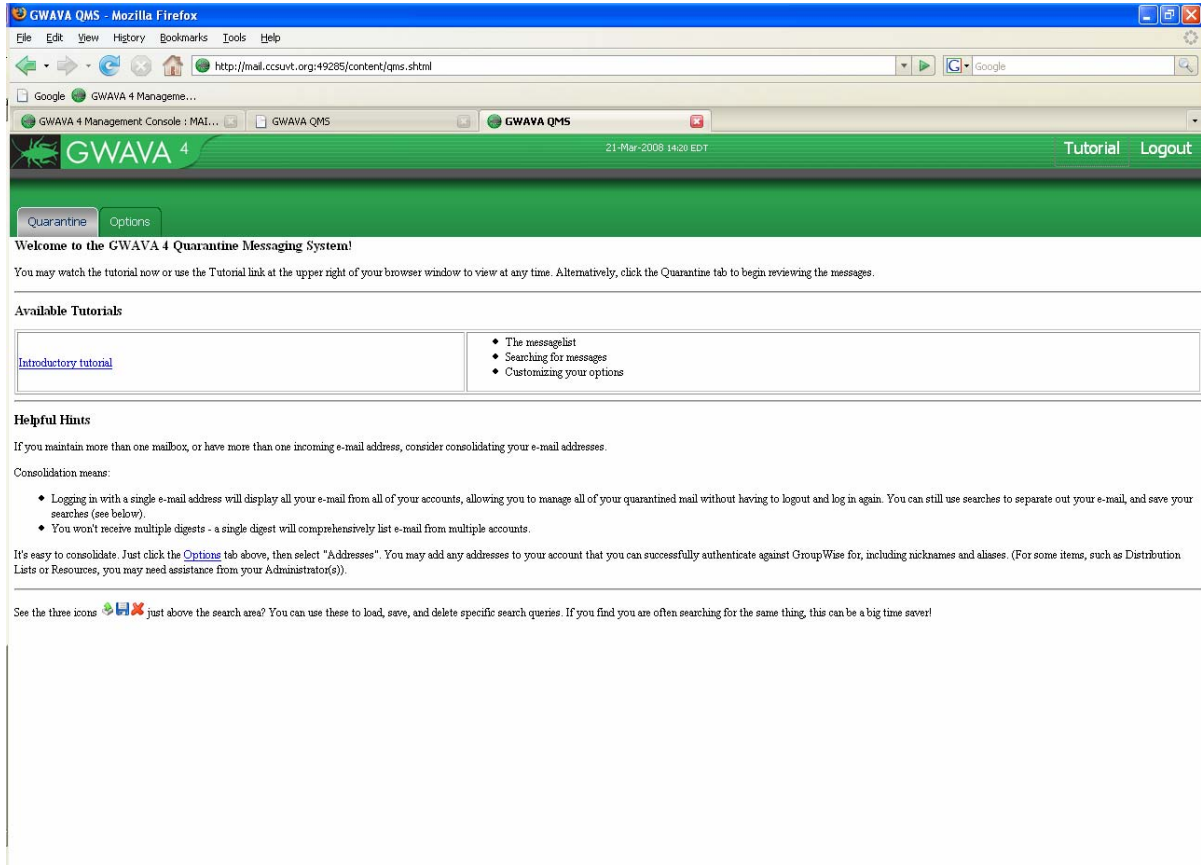 GWAVA QMS - Mozilla Firefox
File Edit View History Bookmarks Tools Help
http://mail.ccsuvt.org:49285/content/qms.shtml
G Google
Google GWAVA 4 Manageme...
GWAVA 4 Management Console : MAI... GWAVA QMS GWAVA QMS
GWAVA 4 21-Mar-2008 14:20 EDT Tutorial Logout
Quarantine Options
Welcome to the GWAVA 4 Quarantine Messaging System!
You may watch the tutorial now or use the Tutorial link at the upper right of your browser window to view at any time. Alternatively, click the Quarantine tab to begin reviewing the messages.
Available Tutorials
Introductory tutorial
The messagelist
Searching for messages
Customizing your options
Helpful Hints
If you maintain more than one mailbox, or have more than one incoming e-mail address, consider consolidating your e-mail addresses.
Consolidation means:
Logging in with a single e-mail address will display all your e-mail from all of your accounts, allowing you to manage all of your quarantined mail without having to logout and log in again. You can still use searches to separate out your e-mail, and save your
searches (see below).
You won't receive multiple digests - a single digest will comprehensively list e-mail from multiple accounts.
It's easy to consolidate. Just click the Options tab above, then select "Addresses". You may add any addresses to your account that you can successfully authenticate against GroupWise for, including nicknames and aliases. (For some items, such as Distribution
Lists or Resources, you may need assistance from your Administrator(s)).
See the three icons just above the search area? You can use these to load, save, and delete specific search queries. If you find you are often searching for the same thing, this can be a big time saver!